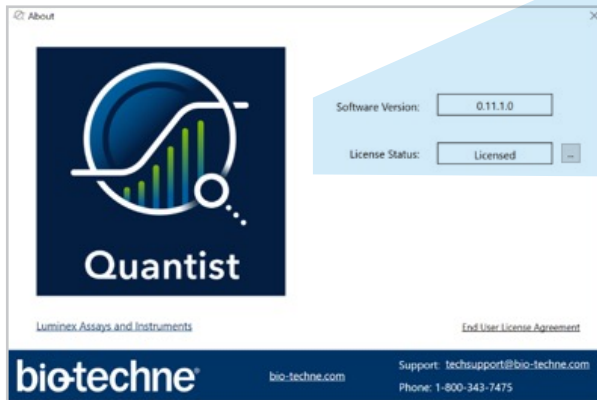 About
Software Version: 0.11.1.0
License Status: Licensed ...
Quantist
Luminex Assays and Instruments
End User License Agreement
bio-techne
bio-techne.com
Support: techsupport@bio-techne.com
Phone: 1-800-343-7475